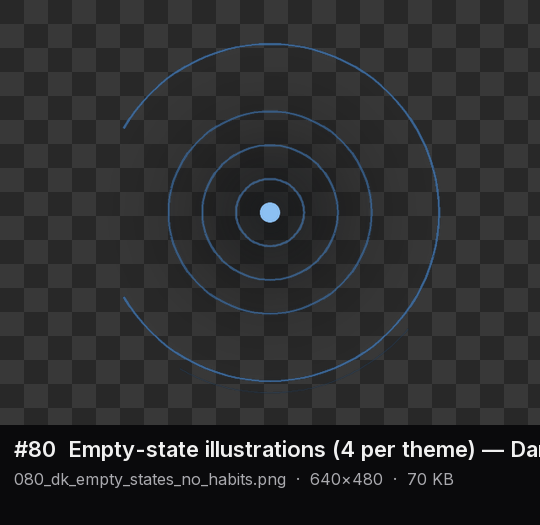 #80 Empty-state illustrations (4 per theme) — Da
080_dk_empty_states_no_habits.png · 640×480 · 70 KB